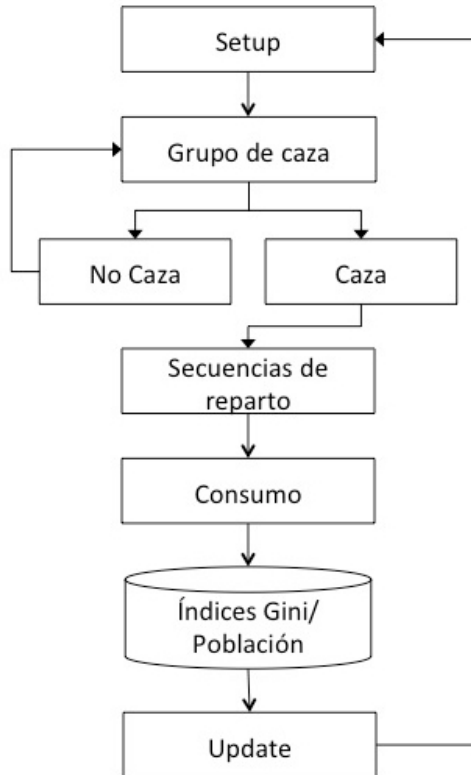 Setup
Grupo de caza
No Caza
Caza
Secuencias de
reparto
Consumo
Índices Gini/
Población
Update